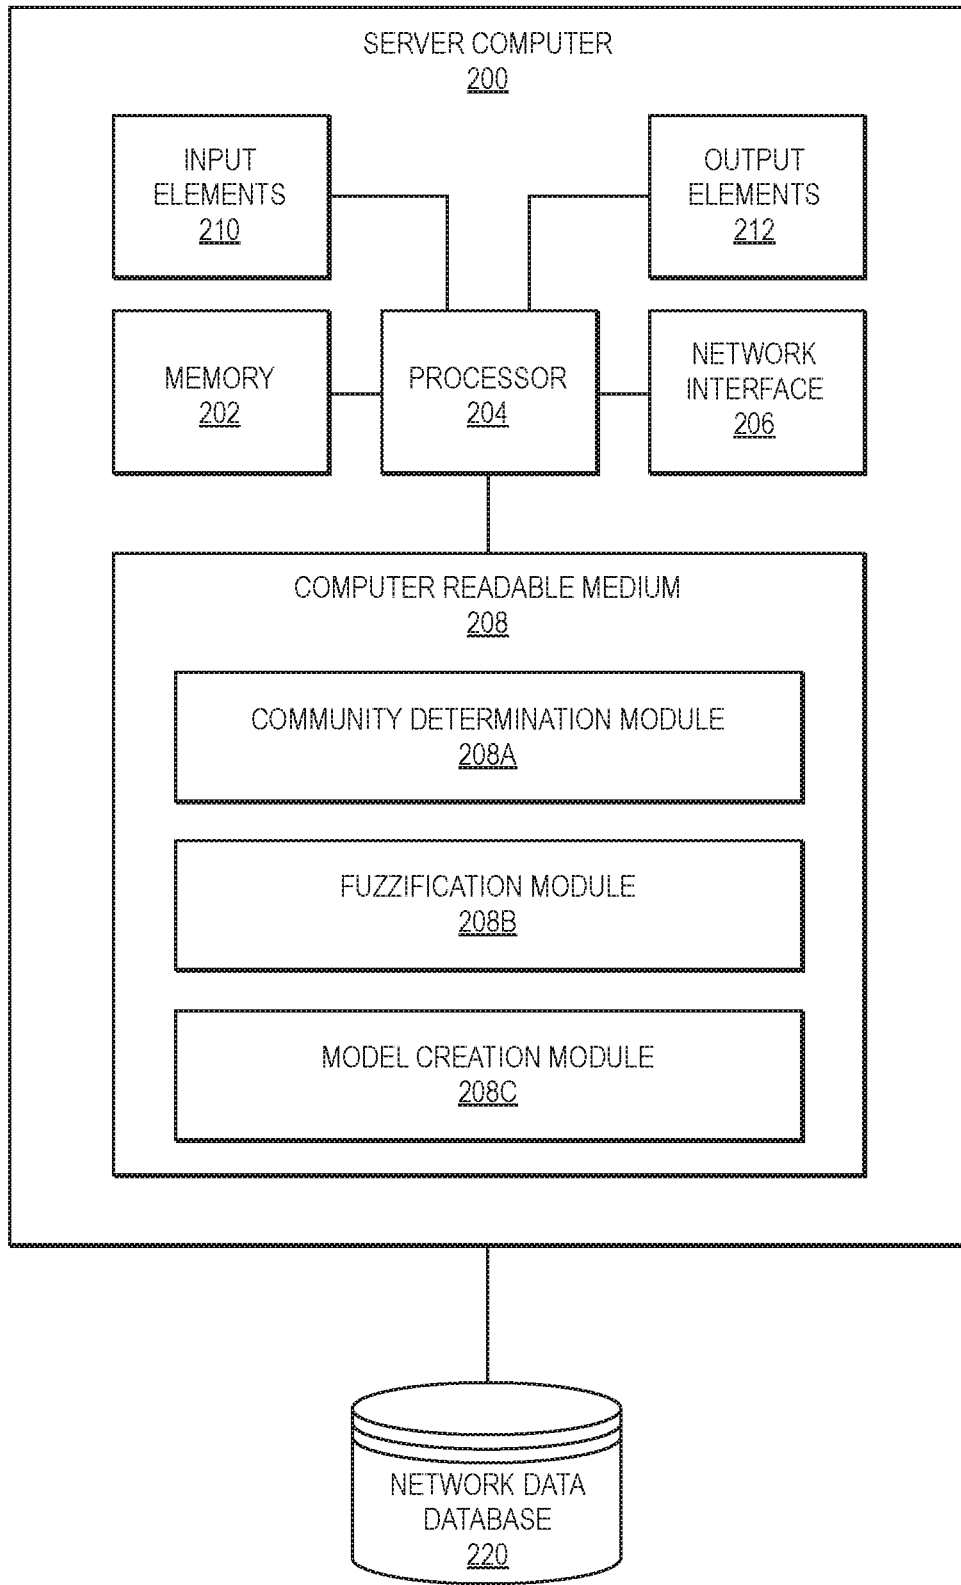 SERVER COMPUTER
200
INPUT
ELEMENTS
210
OUTPUT
ELEMENTS
212
MEMORY
202
PROCESSOR
204
NETWORK
INTERFACE
206
COMPUTER READABLE MEDIUM
208
COMMUNITY DETERMINATION MODULE
208A
FUZZIFICATION MODULE
208B
MODEL CREATION MODULE
208C
NETWORK DATA
DATABASE
220